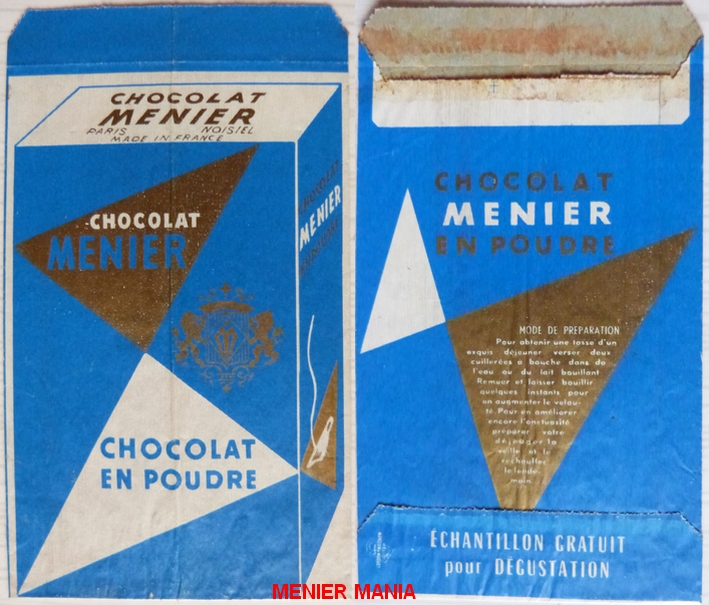 CHOCOLAT
MENIER
PARIS NOISIEL
MADE IN FRANCE
CHOCOLAT
MENIER
CHOCOLAT
EN POUDRE
MENIER
CHOCOLAT
MENIER
EN POUDRE
MODE DE PREPARATION
Pour obtenir une tasse d'un
exquis déjeuner verser deux
cuillerées a bouche dans de
l'eau ou du lait bouillant
Remuer et laisser bouillir
quelques instants pour
en augmenter le velou-
té. Pour en améliorer
encore l'onctuosité
préparer votre
déjeuner la
veille et le
réchauffer
le lende-
main
ÉCHANTILLON GRATUIT
pour DÉGUSTATION
MENIER MANIA